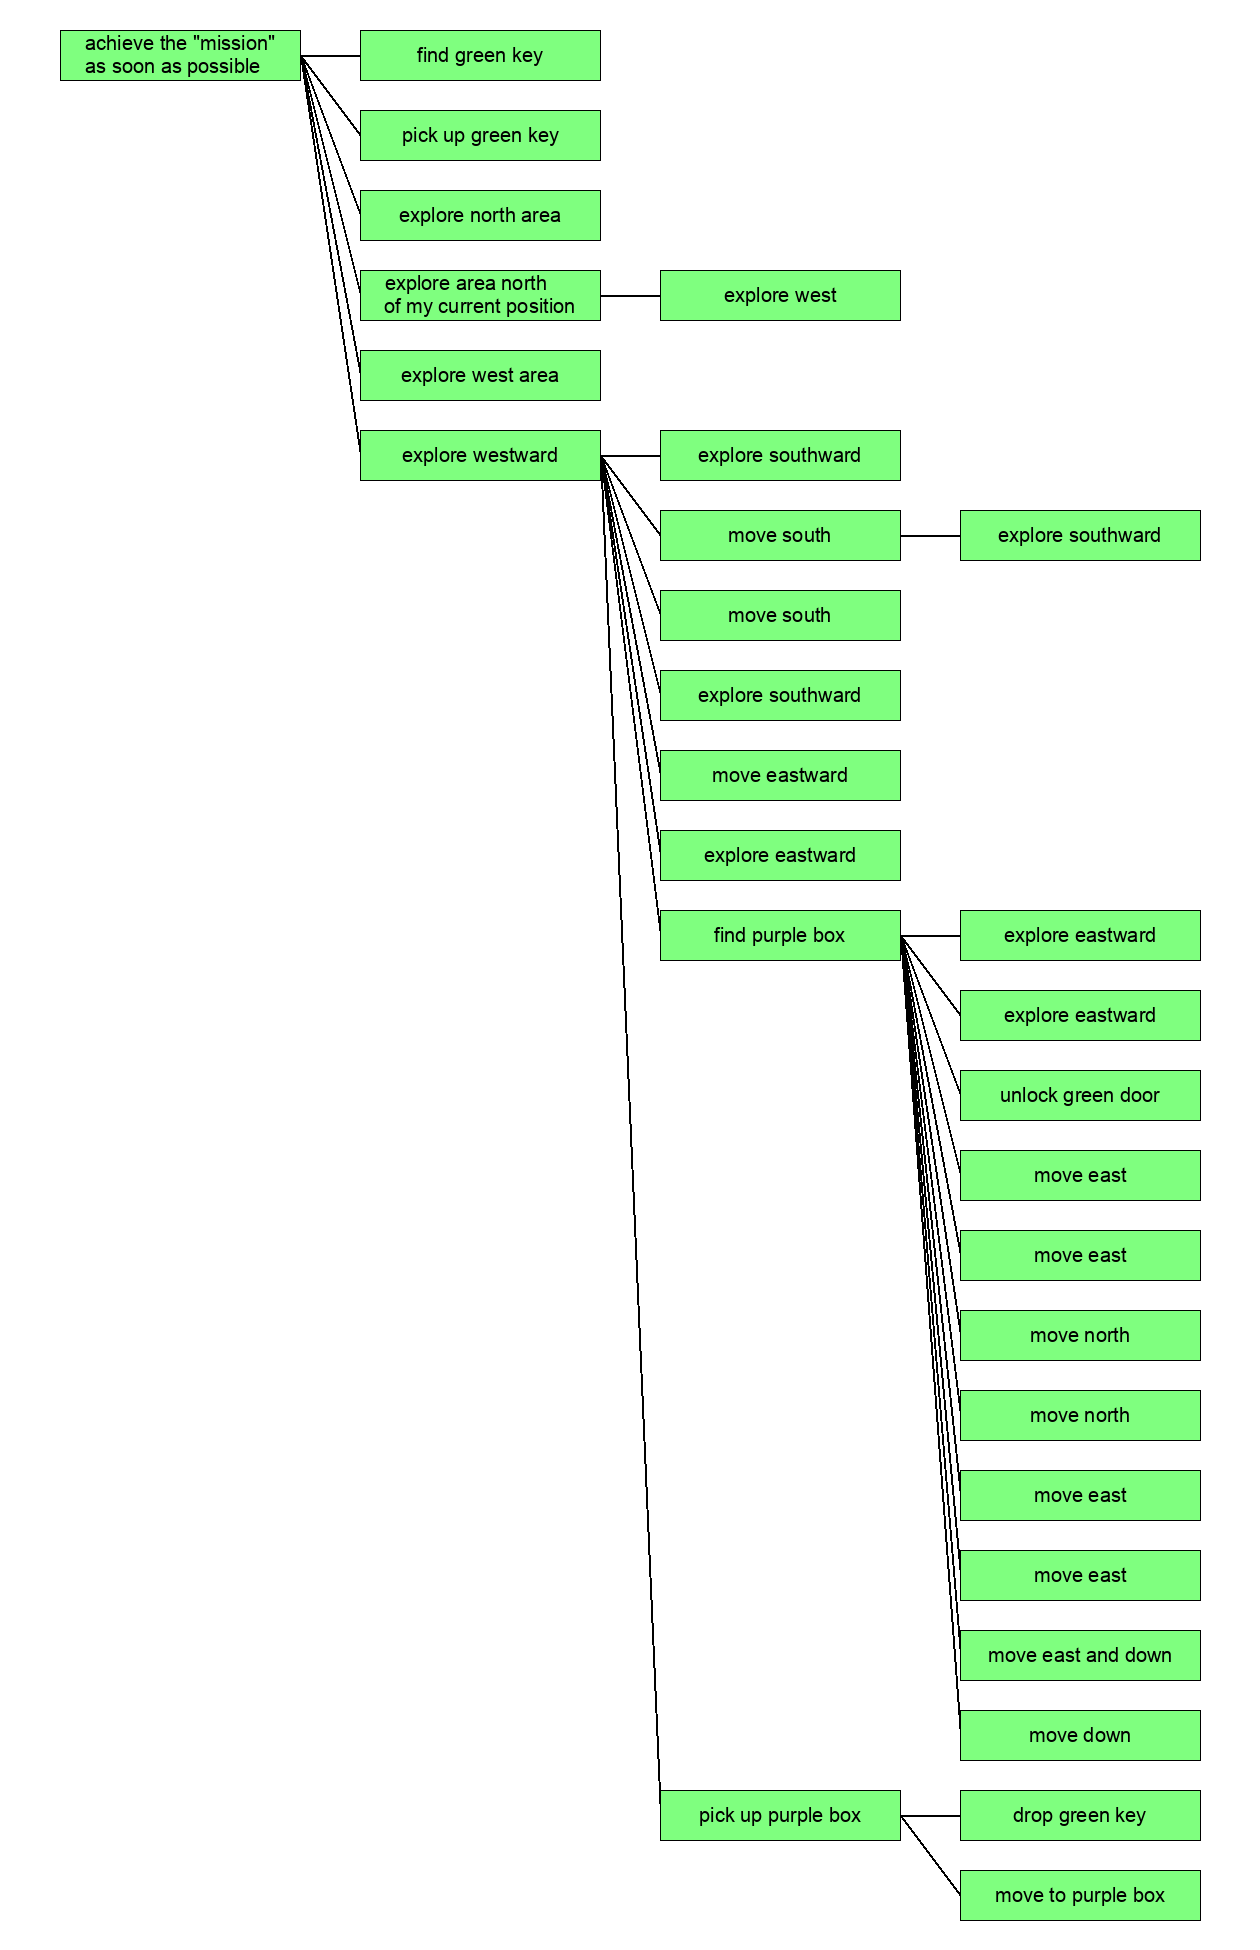 achieve the "mission"
as soon as possible
find green key
pick up green key
explore north area
explore area north
of my current position
explore west
explore west area
explore westward
explore southward
move south
explore southward
move south
explore southward
move eastward
explore eastward
find purple box
explore eastward
explore eastward
unlock green door
move east
move east
move north
move north
move east
move east
move east and down
move down
pick up purple box
drop green key
move to purple box